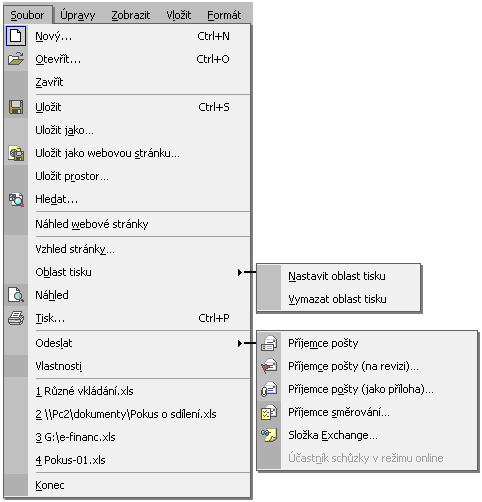 Soubor Úpravy Zobrazit Vložit Formát
Nový... Ctrl+N
Otevřít... Ctrl+O
Zavřít
Uložit Ctrl+S
Uložit jako...
Uložit jako webovou stránku...
Uložit prostor...
Hledat...
Náhled webové stránky
Vzhled stránky...
Oblast tisku
Nastavit oblast tisku
Vymazat oblast tisku
Náhled
Tisk... Ctrl+P
Odeslat
Příjemce pošty
Příjemce pošty (na revizi)...
Příjemce pošty (jako příloha)...
Příjemce směrování...
Složka Exchange...
Účastník schůzky v režimu online
Vlastnosti
1 Různé vkládání.xls
2 \\Pc2\dokumenty\Pokus o sdílení.xls
3 G:\e-financ.xls
4 Pokus-01.xls
Konec